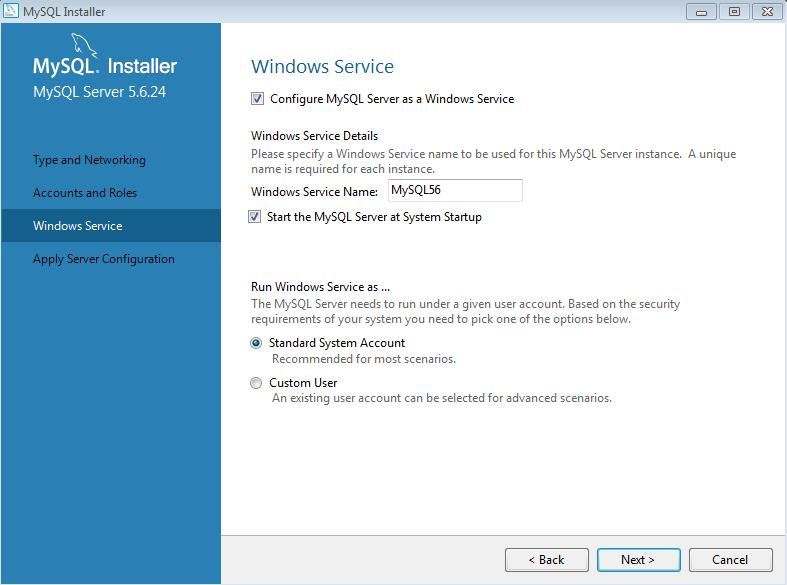 MySQL Installer
MySQL. Installer
MySQL Server 5.6.24
Type and Networking
Accounts and Roles
Windows Service
Apply Server Configuration
Windows Service
Configure MySQL Server as a Windows Service
Windows Service Details
Please specify a Windows Service name to be used for this MySQL Server instance. A unique
name is required for each instance.
Windows Service Name: MySQL56
Start the MySQL Server at System Startup
Run Windows Service as ...
The MySQL Server needs to run under a given user account. Based on the security
requirements of your system you need to pick one of the options below.
Standard System Account
Recommended for most scenarios.
Custom User
An existing user account can be selected for advanced scenarios.
< Back Next > Cancel